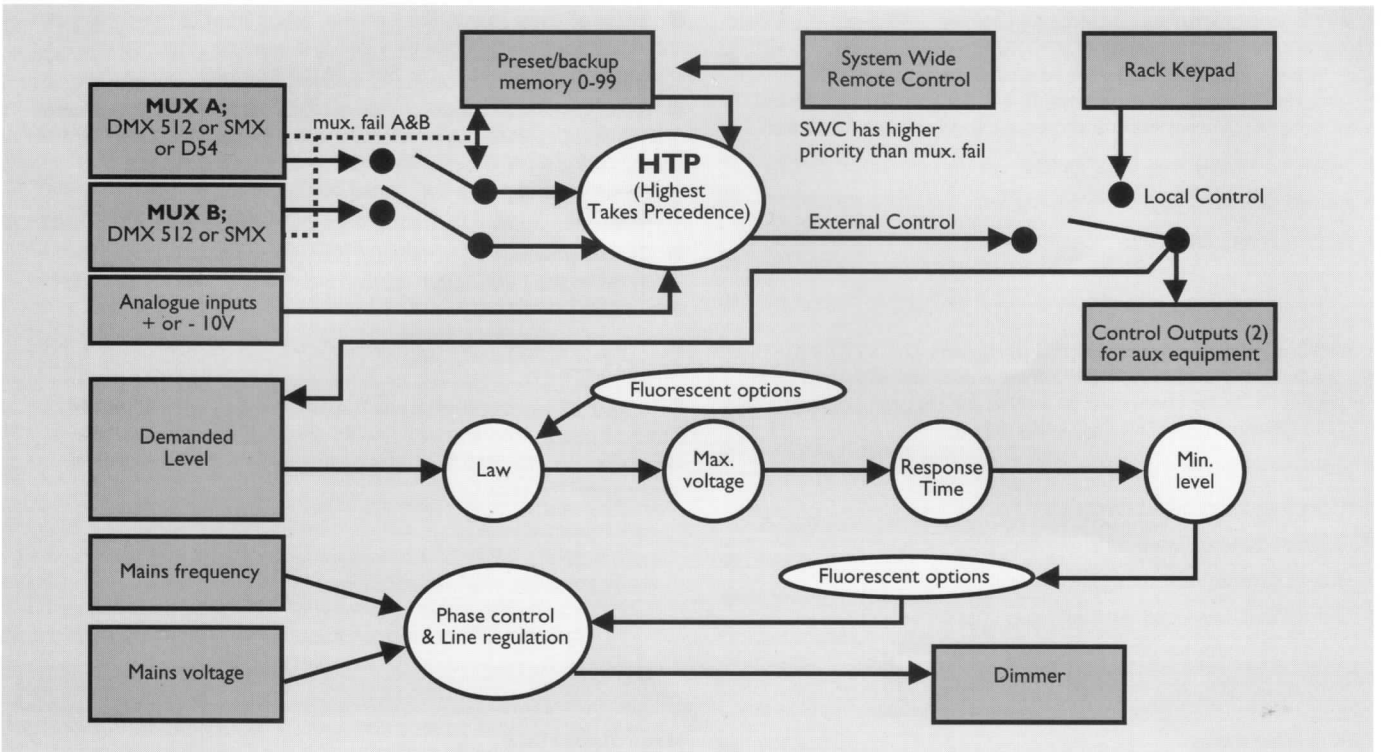 Preset/backup
memory 0-99
System Wide
Remote Control
Rack Keypad
MUX A;
DMX 512 or SMX
or D54
mux. fail A&B
SWC has higher
priority than mux. fail
HTP
(Highest
Takes Precedence)
Local Control
MUX B;
DMX 512 or SMX
External Control
Analogue inputs
+ or - 10V
Control Outputs (2)
for aux equipment
Fluorescent options
Demanded
Level
Law
Max.
voltage
Response
Time
Min.
level
Mains frequency
Fluorescent options
Phase control
& Line regulation
Mains voltage
Dimmer